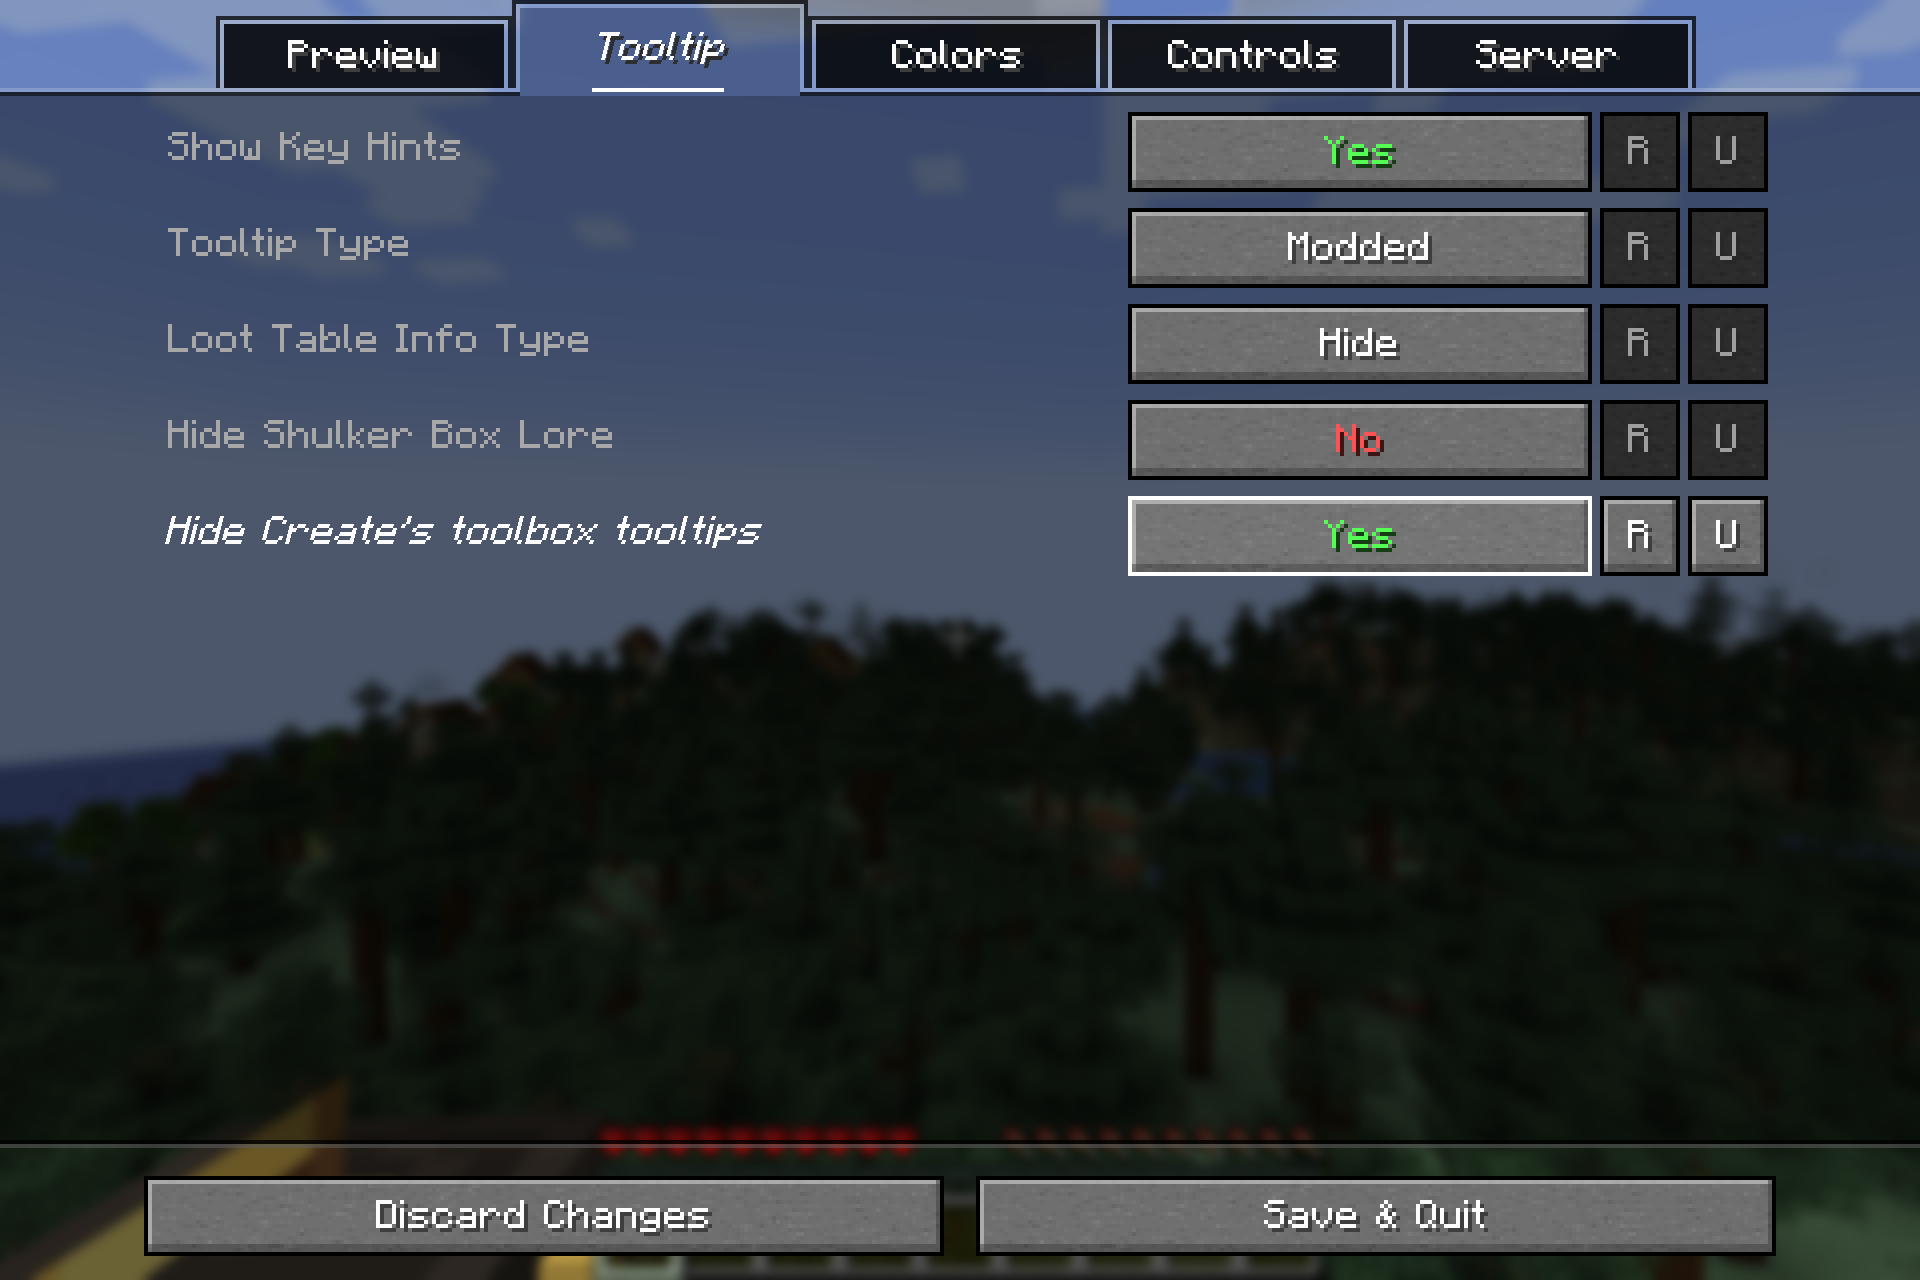 Preview
Tooltip
Colors
Controls
Server
Show Key Hints
Yes
R
U
Tooltip Type
Modded
R
U
Loot Table Info Type
Hide
R
U
Hide Shulker Box Lore
No
R
U
Hide Create's toolbox tooltips
Yes
R
U
Discard Changes
Save & Quit